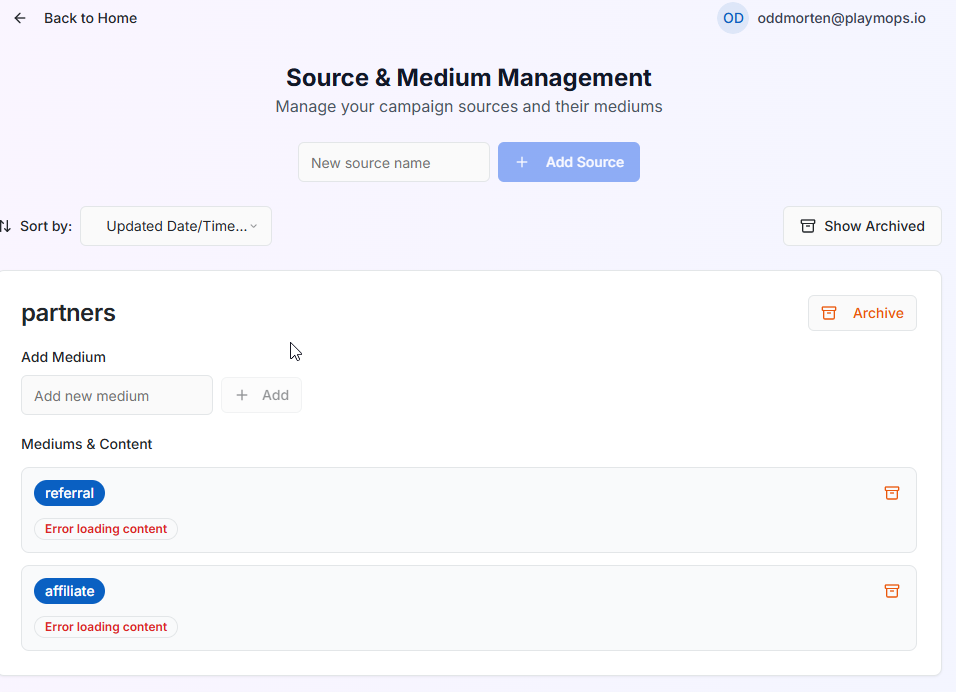 Back to Home
OD oddmorten@playmops.io
Source & Medium Management
Manage your campaign sources and their mediums
New source name + Add Source
Sort by: Updated Date/Time... Show Archived
partners Archive
Add Medium
Add new medium + Add
Mediums & Content
referral
Error loading content
affiliate
Error loading content